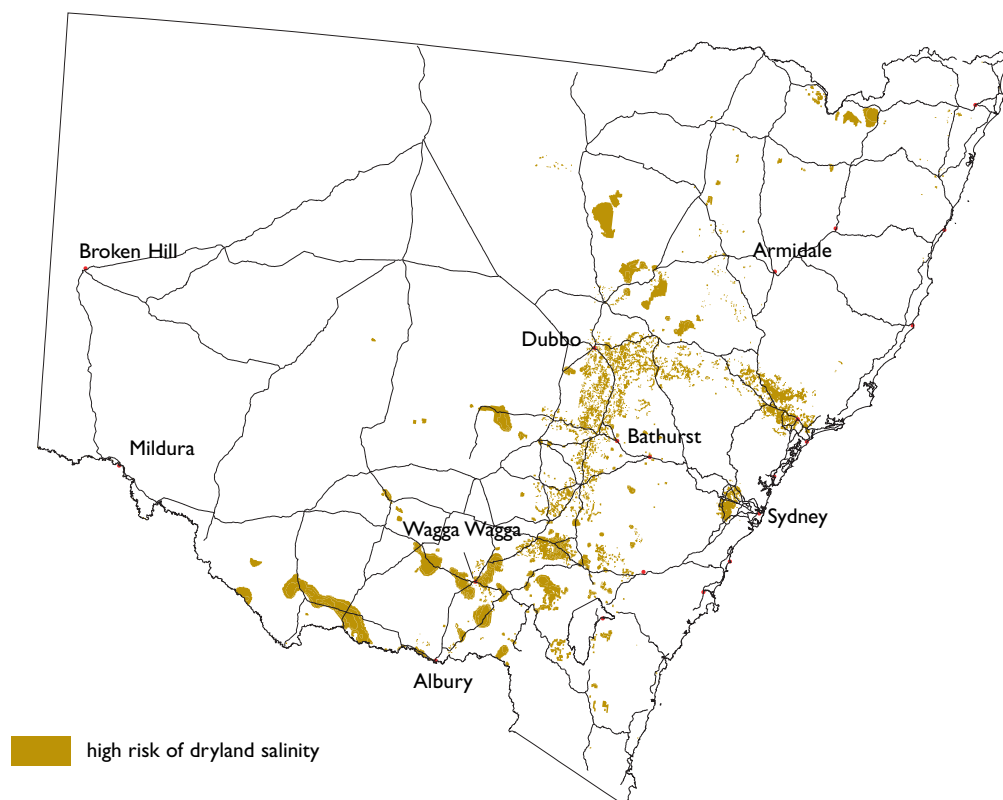 Broken Hill
Armidale
Dubbo
Bathurst
Mildura
Sydney
Wagga Wagga
Albury
high risk of dryland salinity